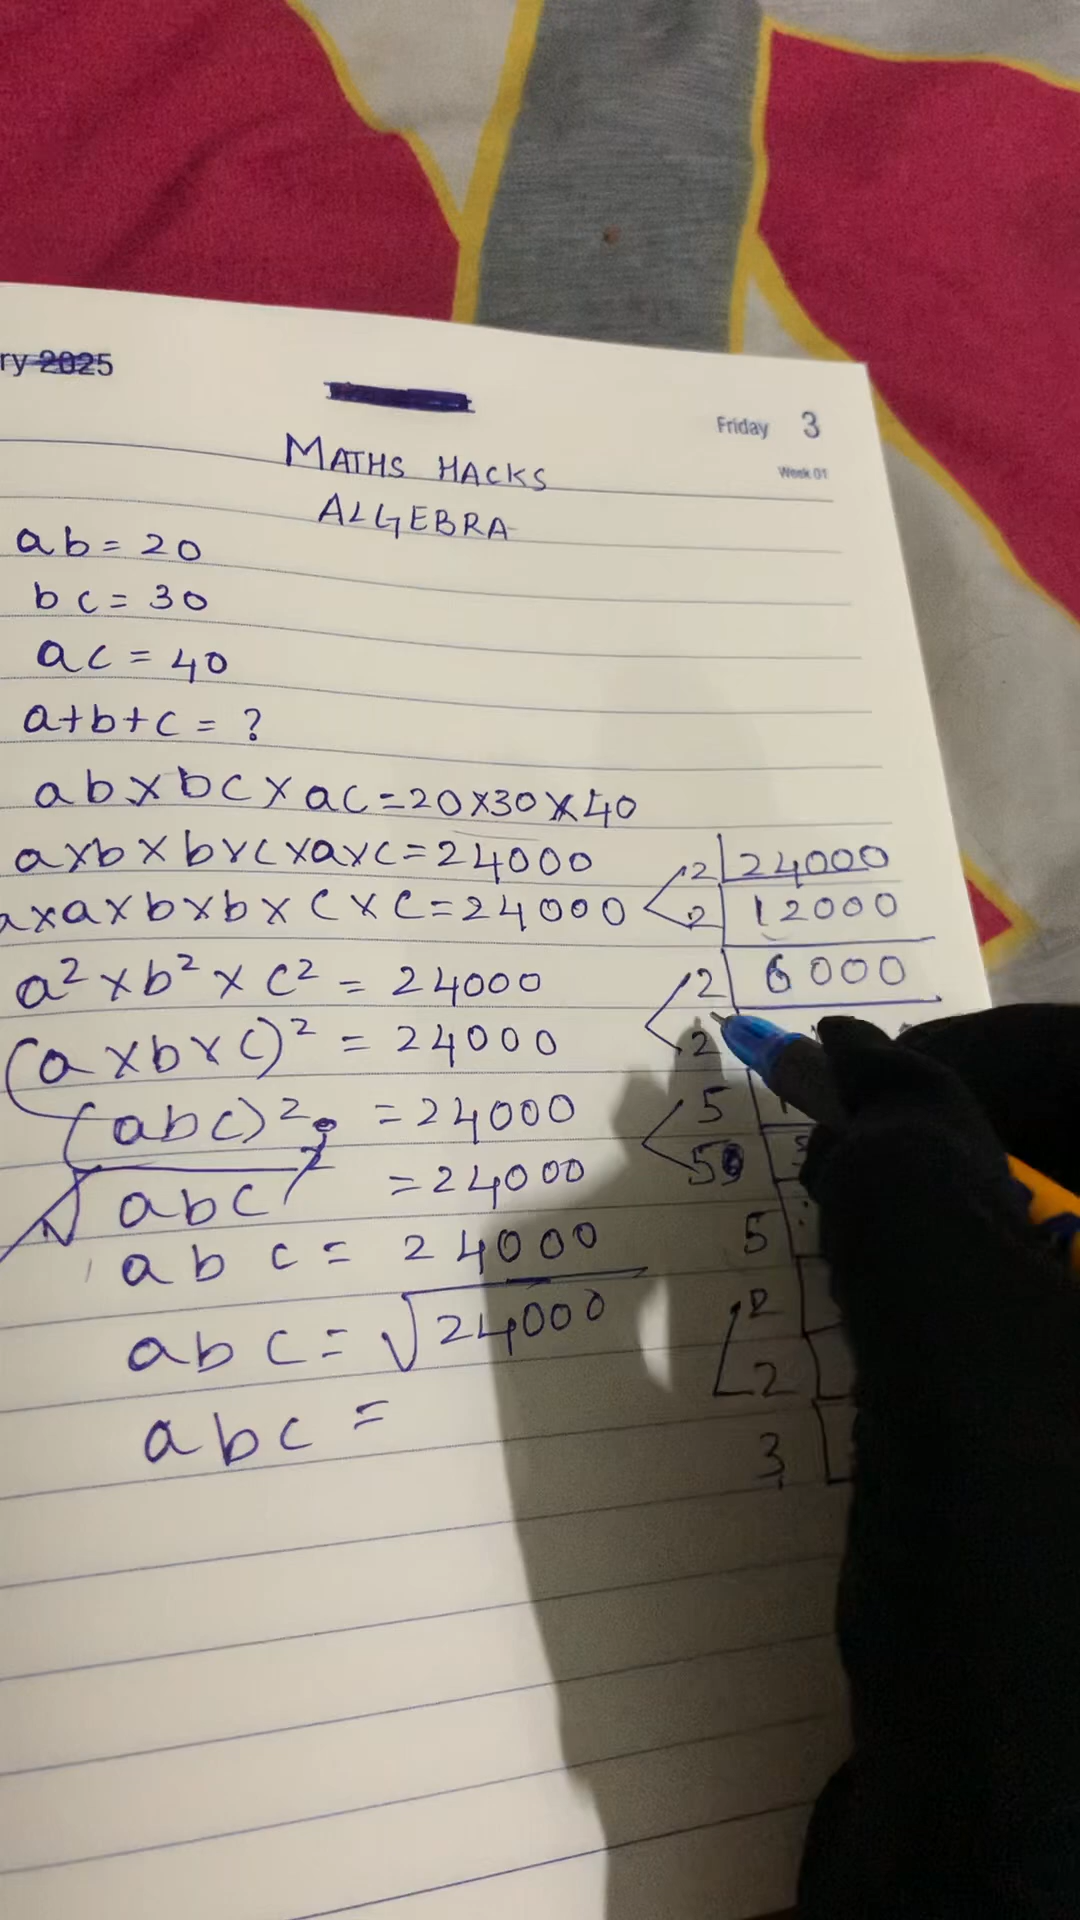 ry 2025
Friday 3
Week 01
MATHS HACKS
ALGEBRA
ab = 20
bc = 30
ac = 40
a+b+c = ?
ab×bc×ac=20×30×40
a×b×b×c×a×c=24000
a×a×b×b×c×c=24000
a²×b²×c² = 24000
(a×b×c)² = 24000
(abc)² = 24000
√abc = 24000
abc = 24000
abc = √24000
abc =
2 24000
2 12000
2 6000
2
5
5
5
2
2
3